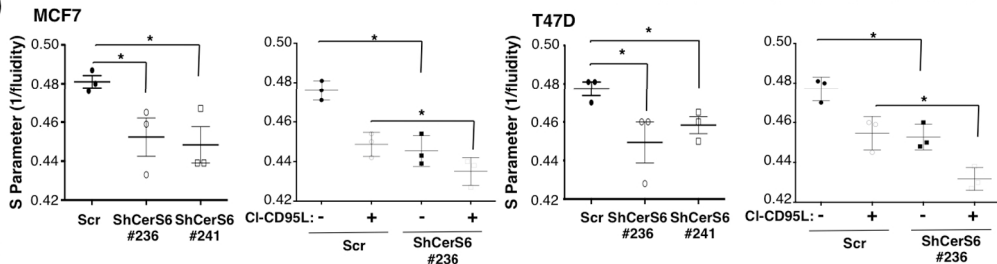 MCF7
T47D
S Parameter (1/fluidity)
0.50
0.48
0.46
0.44
0.42
* *
Scr ShCerS6 ShCerS6
#236 #241
0.50
0.48
0.46
0.44
0.42
* *
Cl-CD95L: - + - +
Scr ShCerS6
#236
S Parameter (1/fluidity)
0.50
0.48
0.46
0.44
0.42
* *
Scr ShCerS6 ShCerS6
#236 #241
0.50
0.48
0.46
0.44
0.42
* *
Cl-CD95L: - + - +
Scr ShCerS6
#236